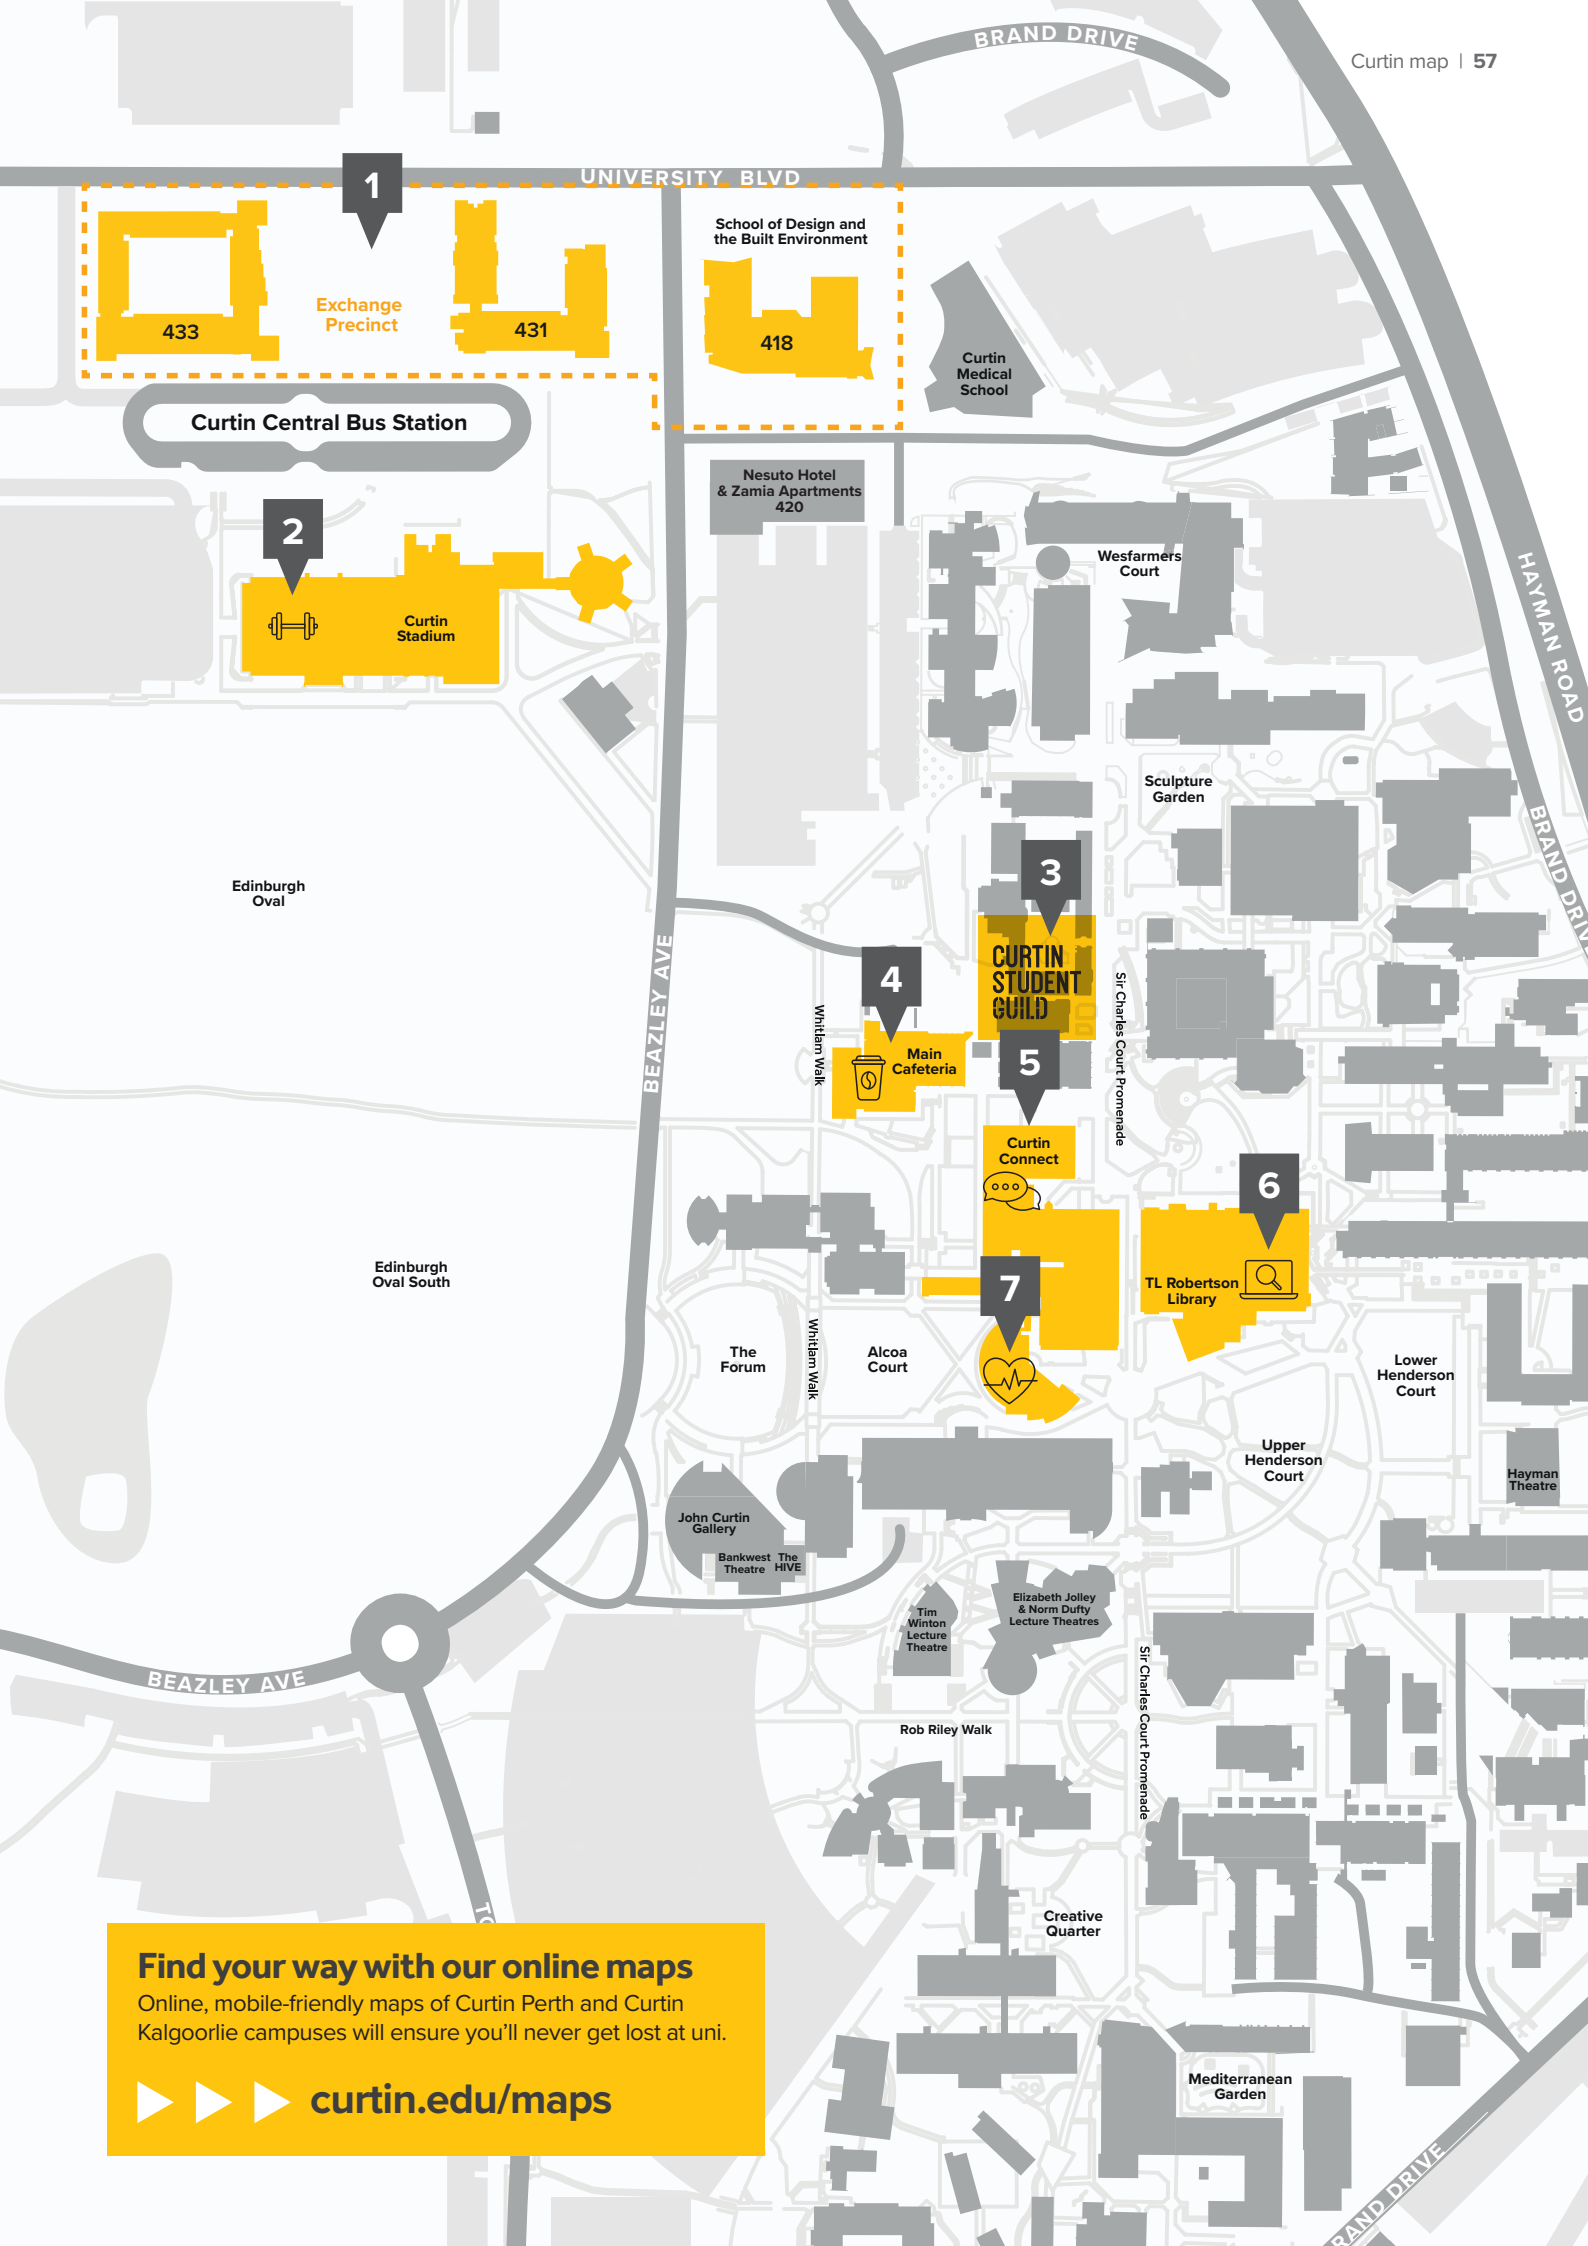 Curtin map | 57
BRAND DRIVE
UNIVERSITY BLVD
1
School of Design and
the Built Environment
Exchange
Precinct
433
431
418
Curtin
Medical
School
Curtin Central Bus Station
Nesuto Hotel
& Zamia Apartments
420
2
Wesfarmers
Court
HAYMAN ROAD
Curtin
Stadium
Sculpture
Garden
BRAND DRIV
3
Edinburgh
Oval
BEAZLEY AVE
CURTIN
STUDENT
GUILD
4
Sir Charles Court Promenade
Whitlam Walk
Main
Cafeteria
5
Curtin
Connect
6
Edinburgh
Oval South
TL Robertson
Library
7
The
Forum
Whitlam Walk
Alcoa
Court
Lower
Henderson
Court
Upper
Henderson
Court
Hayman
Theatre
John Curtin
Gallery
Bankwest
Theatre
The
HIVE
Tim
Winton
Lecture
Theatre
Elizabeth Jolley
& Norm Dufty
Lecture Theatres
BEAZLEY AVE
Sir Charles Court Promenade
Rob Riley Walk
Creative
Quarter
Find your way with our online maps
Online, mobile-friendly maps of Curtin Perth and Curtin
Kalgoorlie campuses will ensure you'll never get lost at uni.
curtin.edu/maps
Mediterranean
Garden
RAND DRIVE